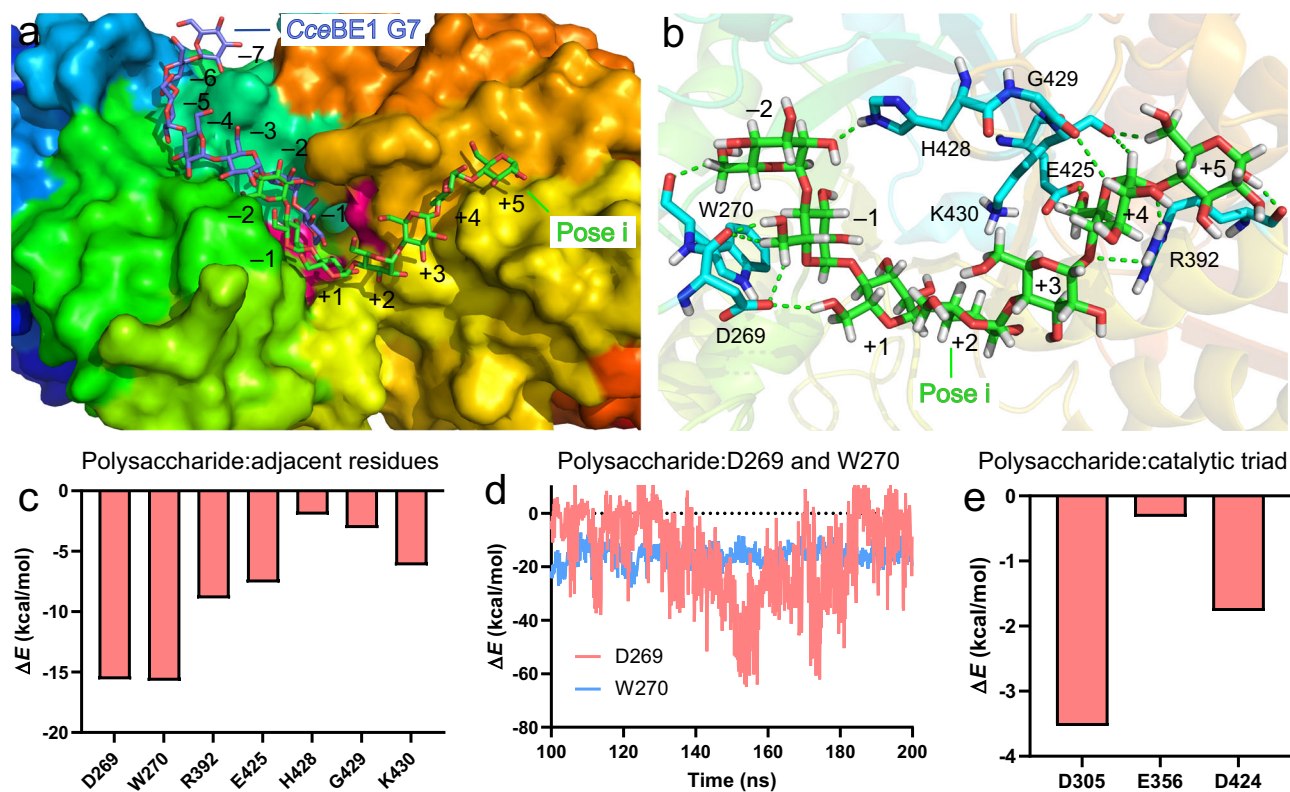 a
CceBE1 G7
–7
–6
–5
–4
–3
–2
–1
–2
–1
+1
+2
+3
+4
+5
Pose i
b
G429
–2
H428
E425
+5
W270
–1
K430
+4
R392
+3
D269
+1
+2
Pose i
Polysaccharide:adjacent residues
c
0
-5
-10
-15
-20
ΔE (kcal/mol)
D269 W270 R392 E425 H428 G429 K430
Polysaccharide:D269 and W270
d
0
-20
-40
-60
-80
ΔE (kcal/mol)
D269
W270
100 120 140 160 180 200
Time (ns)
Polysaccharide:catalytic triad
e
0
-1
-2
-3
-4
ΔE (kcal/mol)
D305 E356 D424